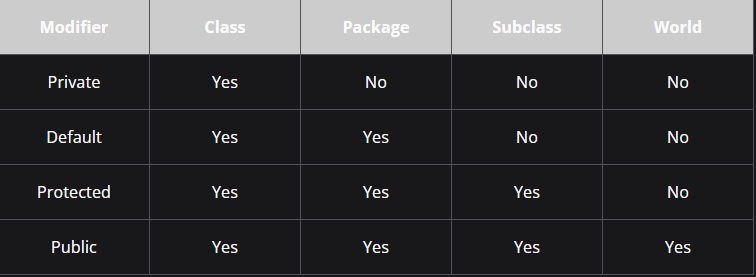 Modifier Class Package Subclass World
Private Yes No No No
Default Yes Yes No No
Protected Yes Yes Yes No
Public Yes Yes Yes Yes